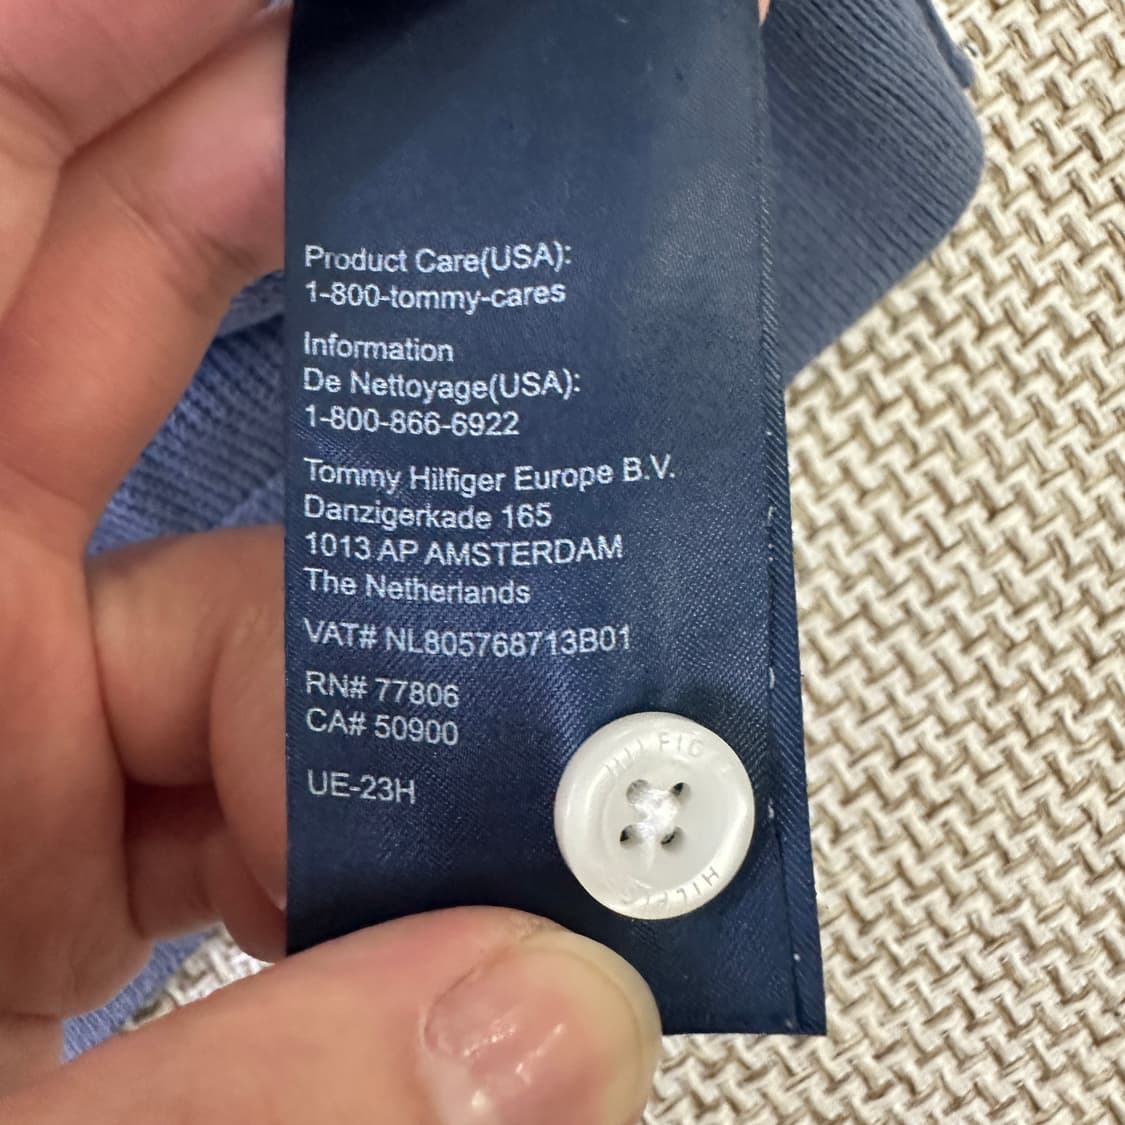 Product Care(USA):
1-800-tommy-cares
Information
De Nettoyage(USA):
1-800-866-6922
Tommy Hilfiger Europe B.V.
Danzigerkade 165
1013 AP AMSTERDAM
The Netherlands
VAT# NL805768713B01
RN# 77806
CA# 50900
UE-23H